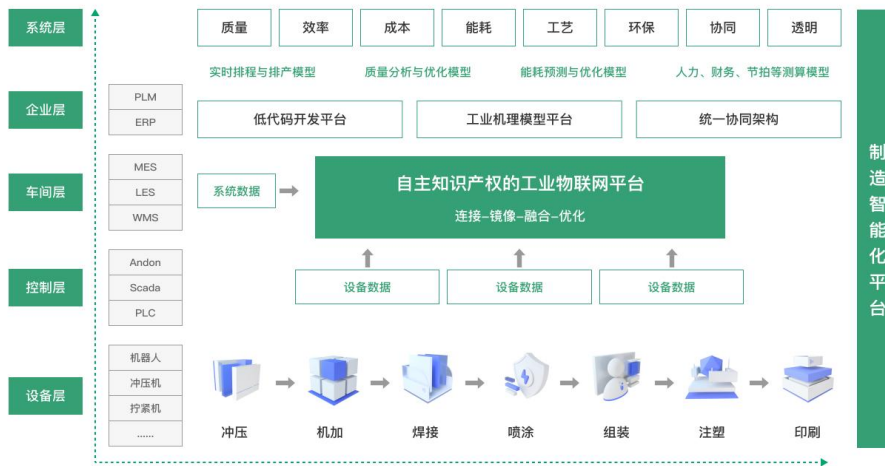 系统层
质量
效率
成本
能耗
工艺
环保
协同
透明
实时排程与排产模型
质量分析与优化模型
能耗预测与优化模型
人力、财务、节拍等测算模型
企业层
PLM
ERP
低代码开发平台
工业机理模型平台
统一协同架构
车间层
MES
LES
WMS
系统数据
自主知识产权的工业物联网平台
连接–镜像–融合–优化
控制层
Andon
Scada
PLC
设备数据
设备数据
设备数据
设备层
机器人
冲压机
拧紧机
......
冲压
机加
焊接
喷涂
组装
注塑
印刷
制造智能化平台